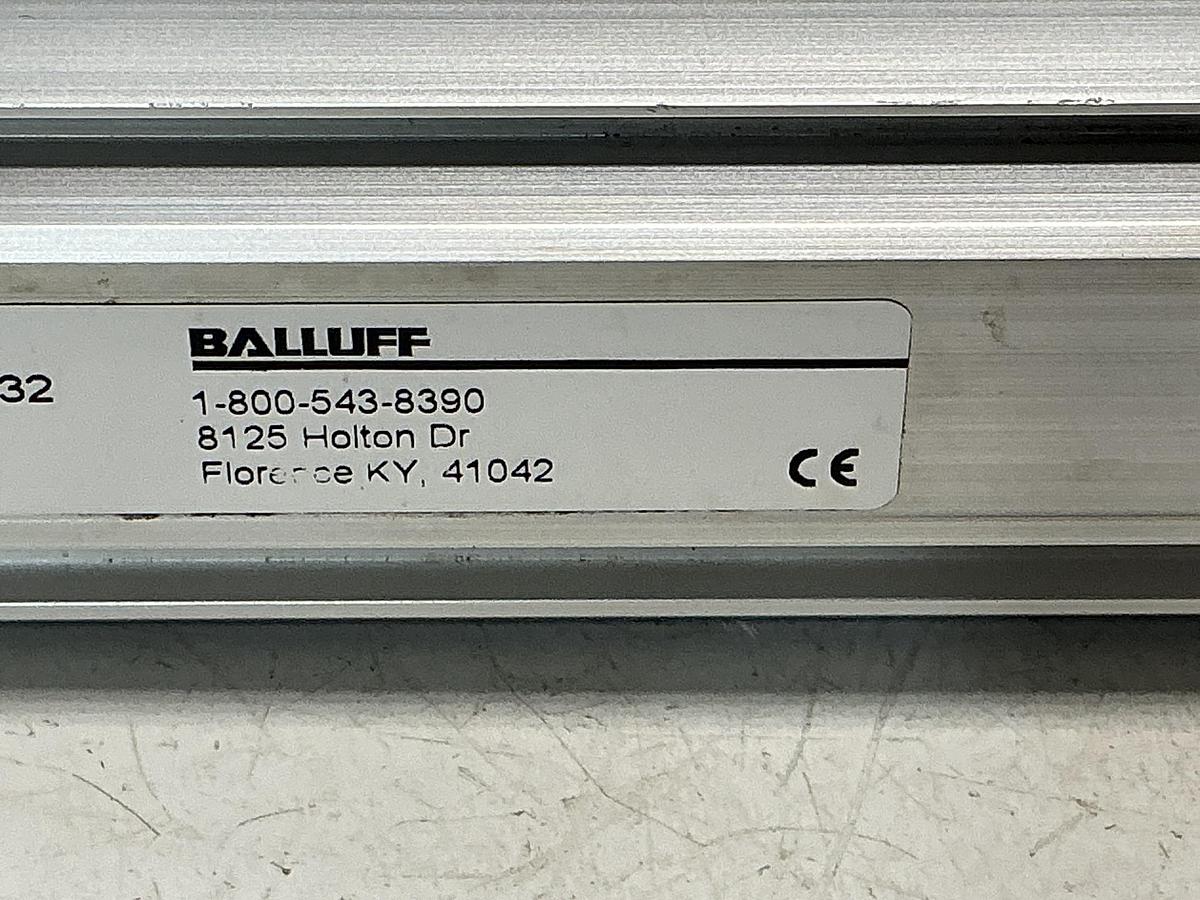 BALLUFF
32
1-800-543-8390
8125 Holton Dr
Florence KY, 41042
CE